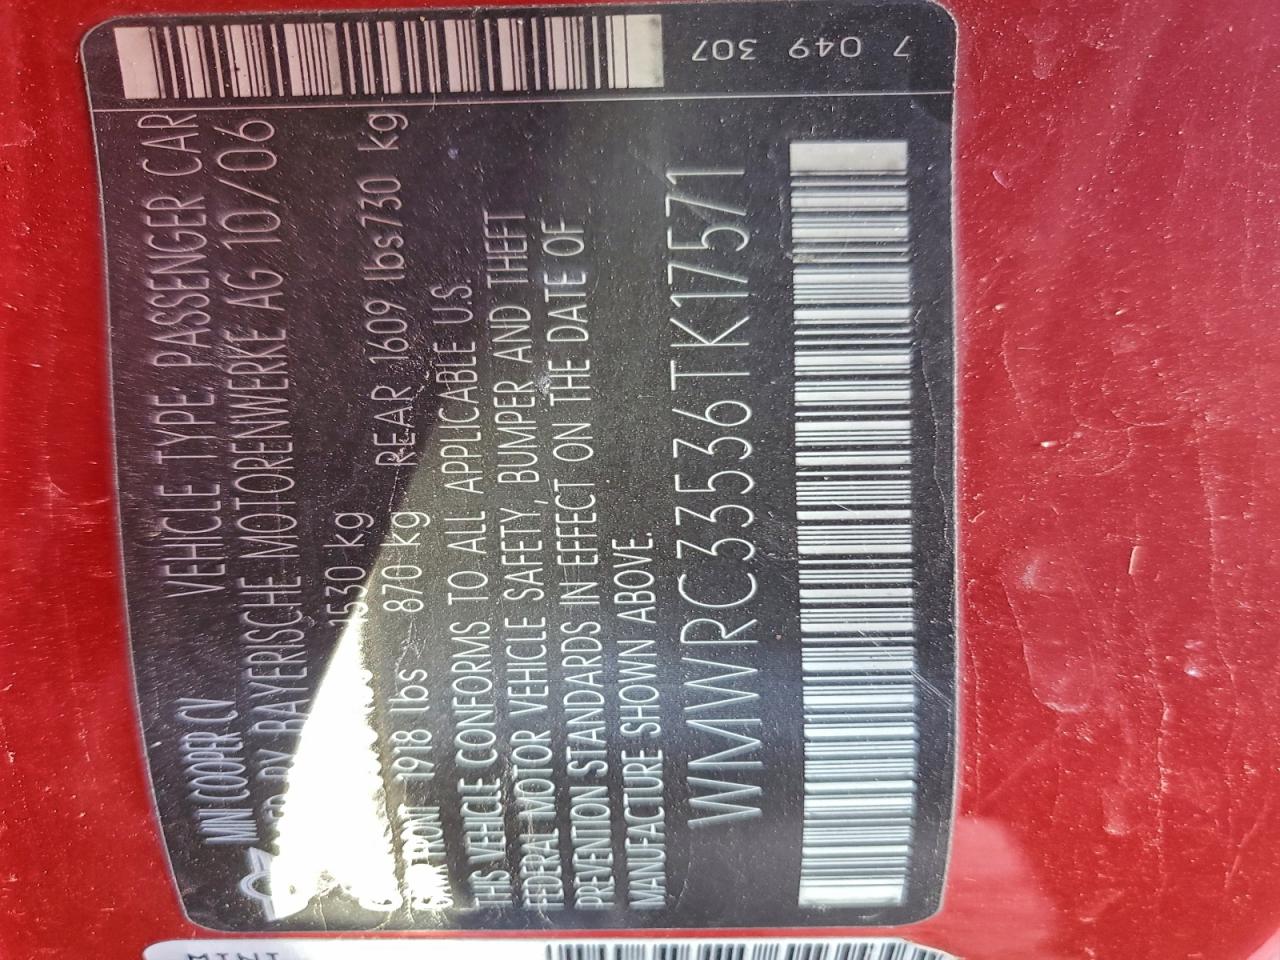 MINI COOPER CV VEHICLE TYPE: PASSENGER CAR
BY BAYERISCHE MOTORENWERKE AG 10/06
1530 kg
FRONT 1918 lbs 870 kg REAR 1609 lbs 730 kg
THIS VEHICLE CONFORMS TO ALL APPLICABLE U.S.
FEDERAL MOTOR VEHICLE SAFETY, BUMPER AND THEFT
PREVENTION STANDARDS IN EFFECT ON THE DATE OF
MANUFACTURE SHOWN ABOVE.
WMWRC33536TK17571
7 049 307